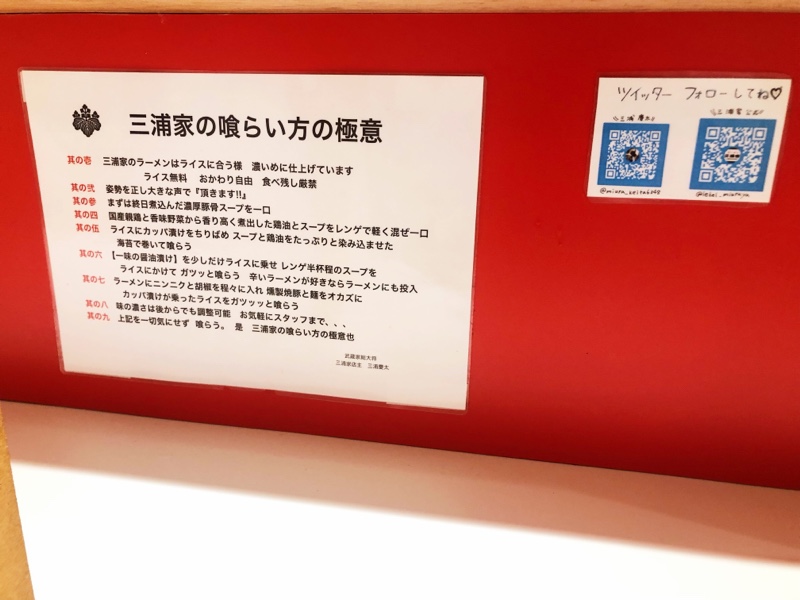 三浦家の喰らい方の極意
其の壱 三浦家のラーメンはライスに合う様 濃いめに仕上げています
ライス無料 おかわり自由 食べ残し厳禁
其の弐 姿勢を正し大きな声で『頂きます!!』
其の参 まずは終日煮込んだ濃厚豚骨スープを一口
其の四 国産親鶏と香味野菜から香り高く煮出した鶏油とスープをレンゲで軽く混ぜ一口
其の伍 ライスにカッパ漬けをちりばめ スープと鶏油をたっぷりと染み込ませた
海苔で巻いて喰らう
其の六 【一味の醤油漬け】を少しだけライスに乗せ レンゲ半杯程のスープを
ライスにかけて ガツッと喰らう 辛いラーメンが好きならラーメンにも投入
其の七 ラーメンにニンニクと胡椒を程々に入れ 燻製焼豚と麺をオカズに
カッパ漬けが乗ったライスをガツッッと喰らう
其の八 味の濃さは後からでも調整可能 お気軽にスタッフまで、、、
其の九 上記を一切気にせず 喰らう。 是 三浦家の喰らい方の極意也
武蔵家総大将
三浦家店主 三浦慶太
ツイッター フォローしてね♡
三浦慶太
三浦家公式